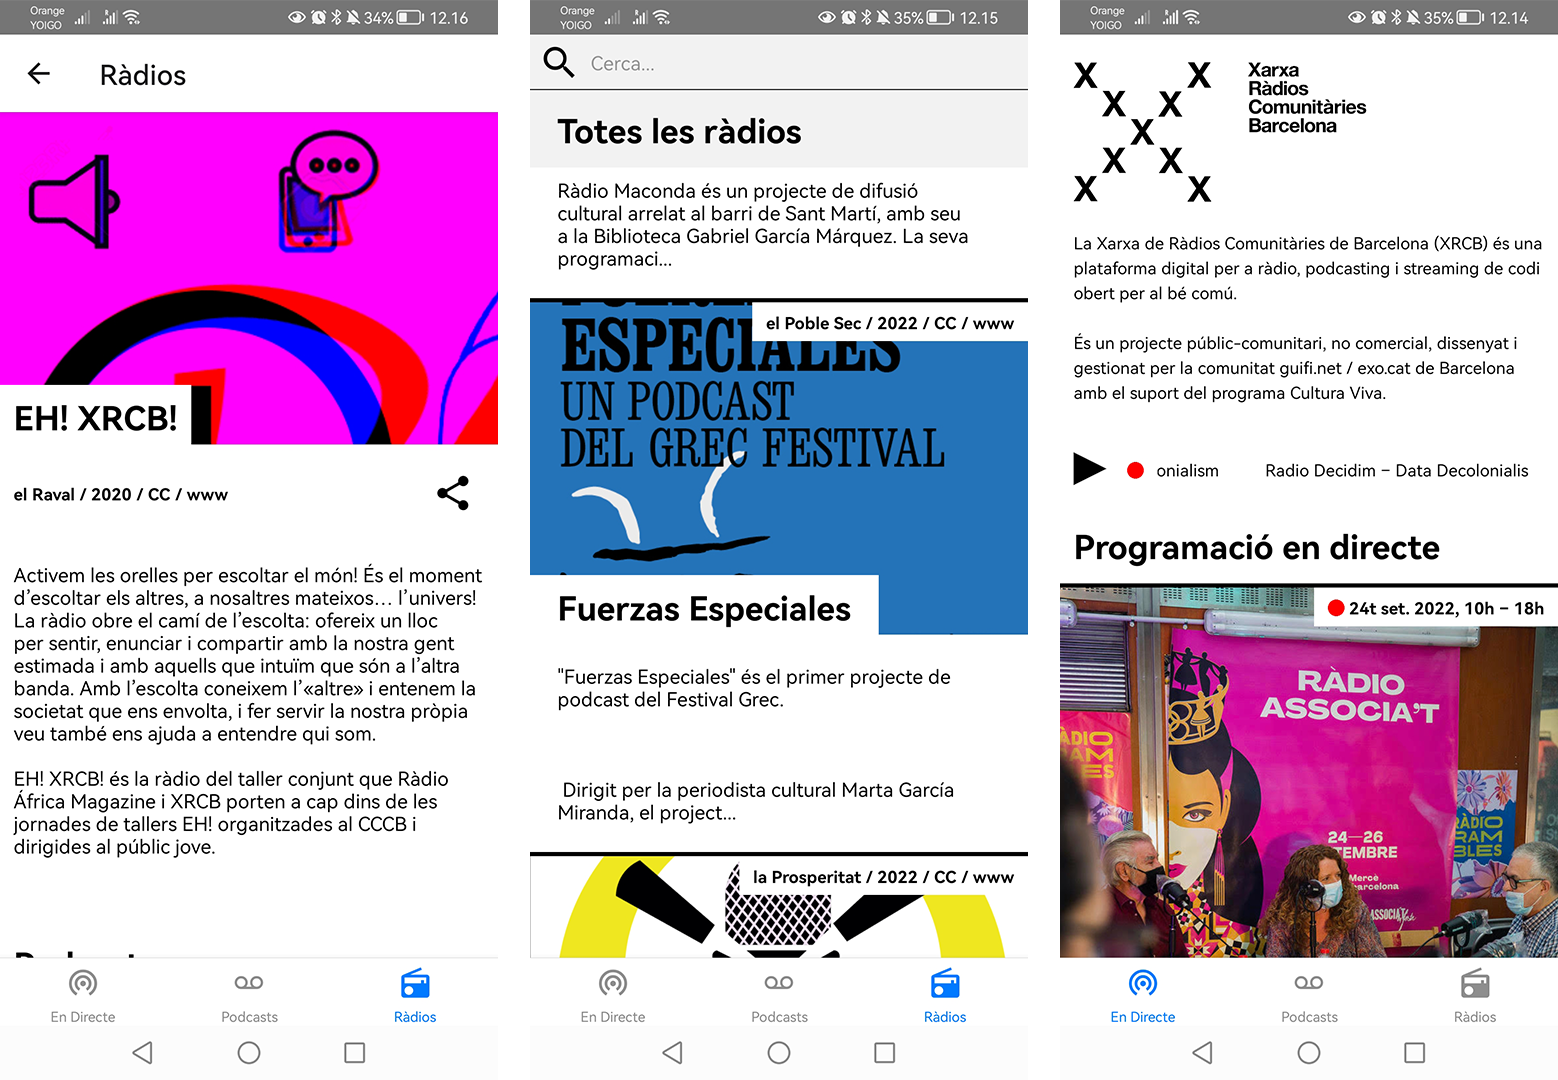 Orange
YOIGO
34%
12.16
Ràdios
EH! XRCB!
el Raval / 2020 / CC / www
Activem les orelles per escoltar el món! És el moment
d’escoltar els altres, a nosaltres mateixos… l’univers!
La ràdio obre el camí de l’escolta: ofereix un lloc
per sentir, enunciar i compartir amb la nostra gent
estimada i amb aquells que intuïm que són a l’altra
banda. Amb l’escolta coneixem l’«altre» i entenem la
societat que ens envolta, i fer servir la nostra pròpia
veu també ens ajuda a entendre qui som.
EH! XRCB! és la ràdio del taller conjunt que Ràdio
África Magazine i XRCB porten a cap dins de les
jornades de tallers EH! organitzades al CCCB i
dirigides al públic jove.
En Directe
Podcasts
Ràdios
Orange
YOIGO
35%
12.15
Cerca...
Totes les ràdios
Ràdio Maconda és un projecte de difusió
cultural arrelat al barri de Sant Martí, amb seu
a la Biblioteca Gabriel García Márquez. La seva
programaci...
el Poble Sec / 2022 / CC / www
ESPECIALES
UN PODCAST
DEL GREC FESTIVAL
Fuerzas Especiales
"Fuerzas Especiales" és el primer projecte de
podcast del Festival Grec.
Dirigit per la periodista cultural Marta García
Miranda, el project...
la Prosperitat / 2022 / CC / www
En Directe
Podcasts
Ràdios
Orange
YOIGO
35%
12.14
Xarxa
Ràdios
Comunitàries
Barcelona
La Xarxa de Ràdios Comunitàries de Barcelona (XRCB) és una
plataforma digital per a ràdio, podcasting i streaming de codi
obert per al bé comú.
És un projecte públic-comunitari, no comercial, dissenyat i
gestionat per la comunitat guifi.net / exo.cat de Barcelona
amb el suport del programa Cultura Viva.
onialism
Radio Decidim – Data Decolonialis
Programació en directe
24t set. 2022, 10h – 18h
RÀDIO
ASSOCIA'T
ÀDIO
AM
ES
24—26
TEMBRE
Mercè
arcelona
ASSOCIA'T
RÀDIO
RAM
BLES
En Directe
Podcasts
Ràdios